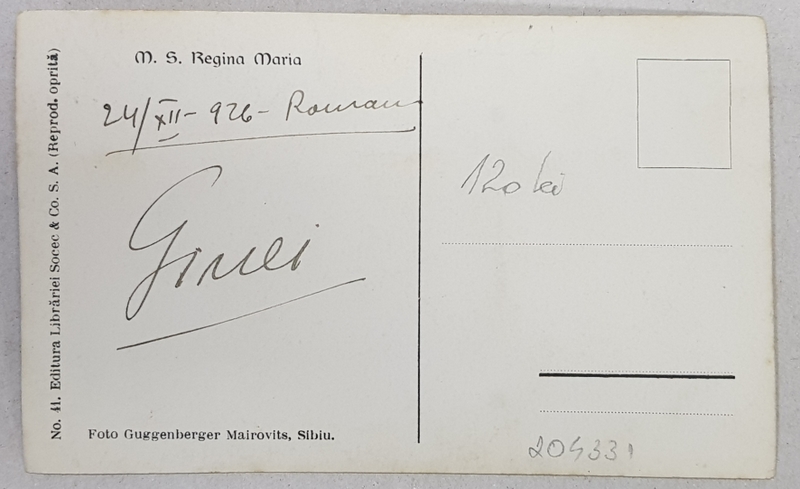 M. S. Regina Maria
24/XII-926- Roman
Ginei
120 lei
No. 41. Editura Librăriei Socec & Co. S. A. (Reprod. oprită)
Foto Guggenberger Mairovits, Sibiu.